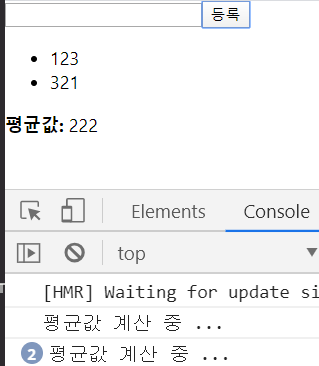 등록
123
321
평균값: 222
Elements Console
top
[HMR] Waiting for update si
평균값 계산 중 ...
2 평균값 계산 중 ...